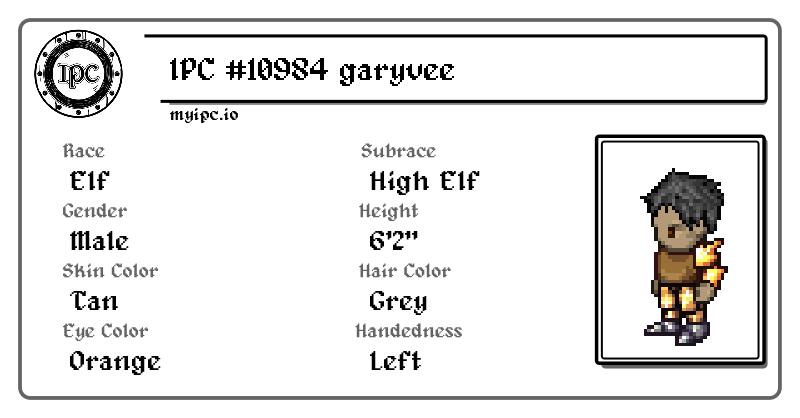 IPC
IPC #10984 garyvee
myipc.io
Race
Elf
Subrace
High Elf
Gender
Male
Height
6'2"
Skin Color
Tan
Hair Color
Grey
Eye Color
Orange
Handedness
Left